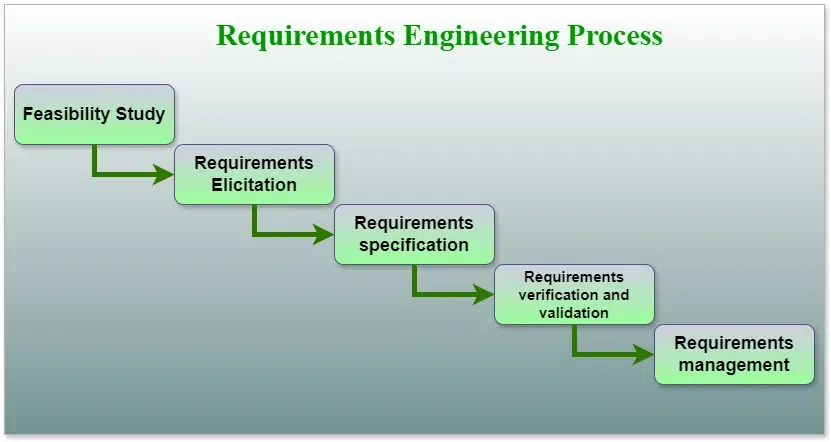 Requirements Engineering Process
Feasibility Study
Requirements
Elicitation
Requirements
specification
Requirements
verification and
validation
Requirements
management